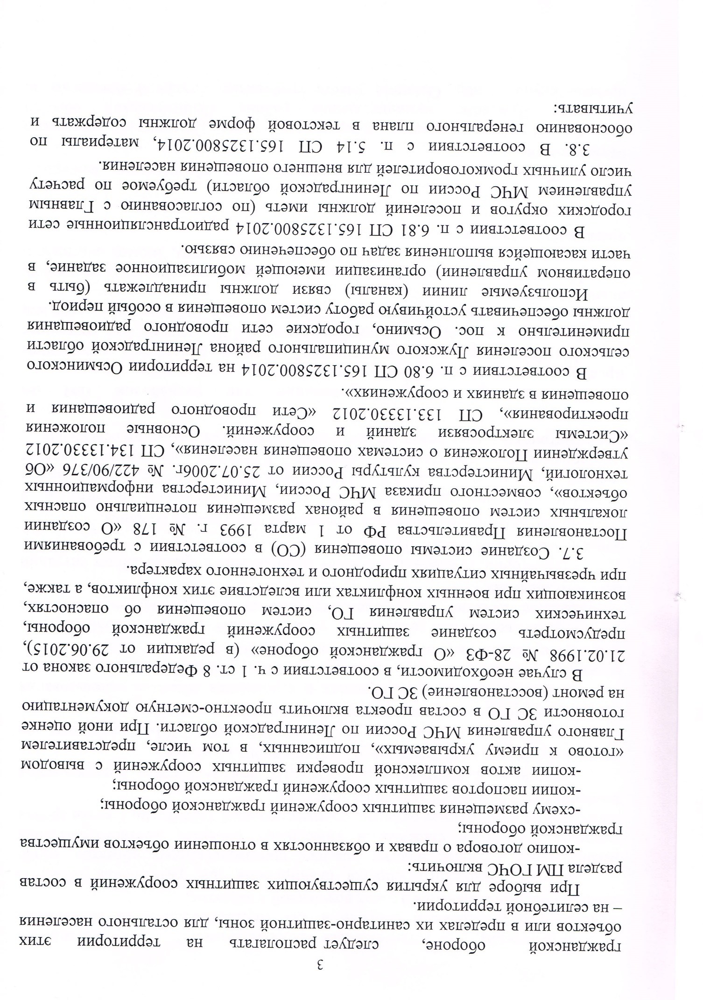 3
гражданской обороне, следует располагать на территории этих
объектов или в пределах их санитарно-защитной зоны, для остального населения
– на селитебной территории.
При выборе для укрытия существующих защитных сооружений в состав
раздела ПМ ГОЧС включить:
-копию договора о правах и обязанностях в отношении объектов имущества
гражданской обороны;
-схему размещения защитных сооружений гражданской обороны;
-копии паспортов защитных сооружений гражданской обороны;
-копии актов комплексной проверки защитных сооружений с выводом
«готово к приему укрываемых», подписанных, в том числе, представителем
Главного управления МЧС России по Ленинградской области. При иной оценке
готовности ЗС ГО в состав проекта включить проектно-сметную документацию
на ремонт (восстановление) ЗС ГО.
В случае необходимости, в соответствии с ч. 1 ст. 8 Федерального закона от
21.02.1998 № 28-ФЗ «О гражданской обороне» (в редакции от 29.06.2015),
предусмотреть создание защитных сооружений гражданской обороны,
технических систем управления ГО, систем оповещения об опасностях,
возникающих при военных конфликтах или вследствие этих конфликтов, а также,
при чрезвычайных ситуациях природного и техногенного характера.
3.7. Создание системы оповещения (СО) в соответствии с требованиями
Постановления Правительства РФ от 1 марта 1993 г. № 178 «О создании
локальных систем оповещения в районах размещения потенциально опасных
объектов», совместного приказа МЧС России, Министерства информационных
технологий, Министерства культуры России от 25.07.2006г. № 422/90/376 «Об
утверждении Положения о системах оповещения населения», СП 134.13330.2012
«Системы электросвязи зданий и сооружений. Основные положения
проектирования», СП 133.13330.2012 «Сети проводного радиовещания и
оповещения в зданиях и сооружениях».
В соответствии с п. 6.80 СП 165.1325800.2014 на территории Осьминского
сельского поселения Лужского муниципального района Ленинградской области
применительно к пос. Осьмино, городские сети проводного радиовещания
должны обеспечивать устойчивую работу систем оповещения в особый период.
Используемые линии (каналы) связи должны принадлежать (быть в
оперативном управлении) организации имеющей мобилизационное задание, в
части касающейся выполнения задач по обеспечению связью.
В соответствии с п. 6.81 СП 165.1325800.2014 радиотрансляционные сети
городских округов и поселений должны иметь (по согласованию с Главным
управлением МЧС России по Ленинградской области) требуемое по расчету
число уличных громкоговорителей для внешнего оповещения населения.
3.8. В соответствии с п. 5.14 СП 165.1325800.2014, материалы по
обоснованию генерального плана в текстовой форме должны содержать и
учитывать: